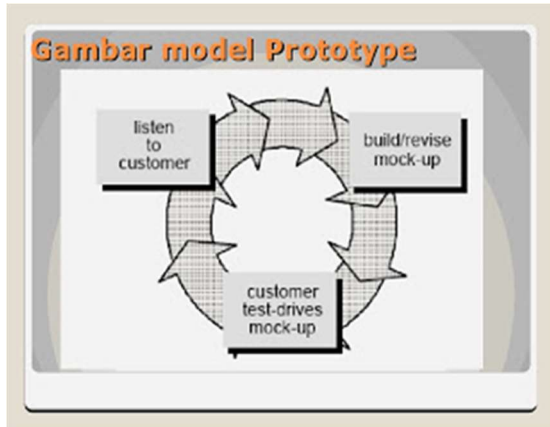 Gambar model Prototype
listen
to
customer
build/revise
mock-up
customer
test-drives
mock-up